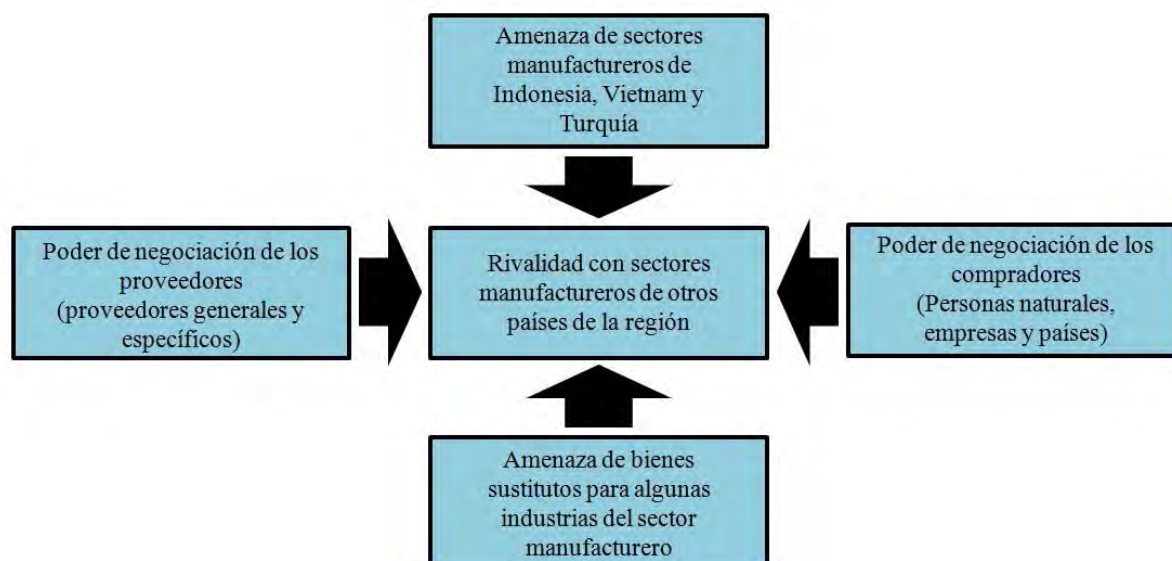 Amenaza de sectores
manufactureros de
Indonesia, Vietnam y
Turquía
Poder de negociación de los
proveedores
(proveedores generales y
específicos)
Rivalidad con sectores
manufactureros de otros
países de la región
Poder de negociación de los
compradores
(Personas naturales,
empresas y países)
Amenaza de bienes
sustitutos para algunas
industrias del sector
manufacturero